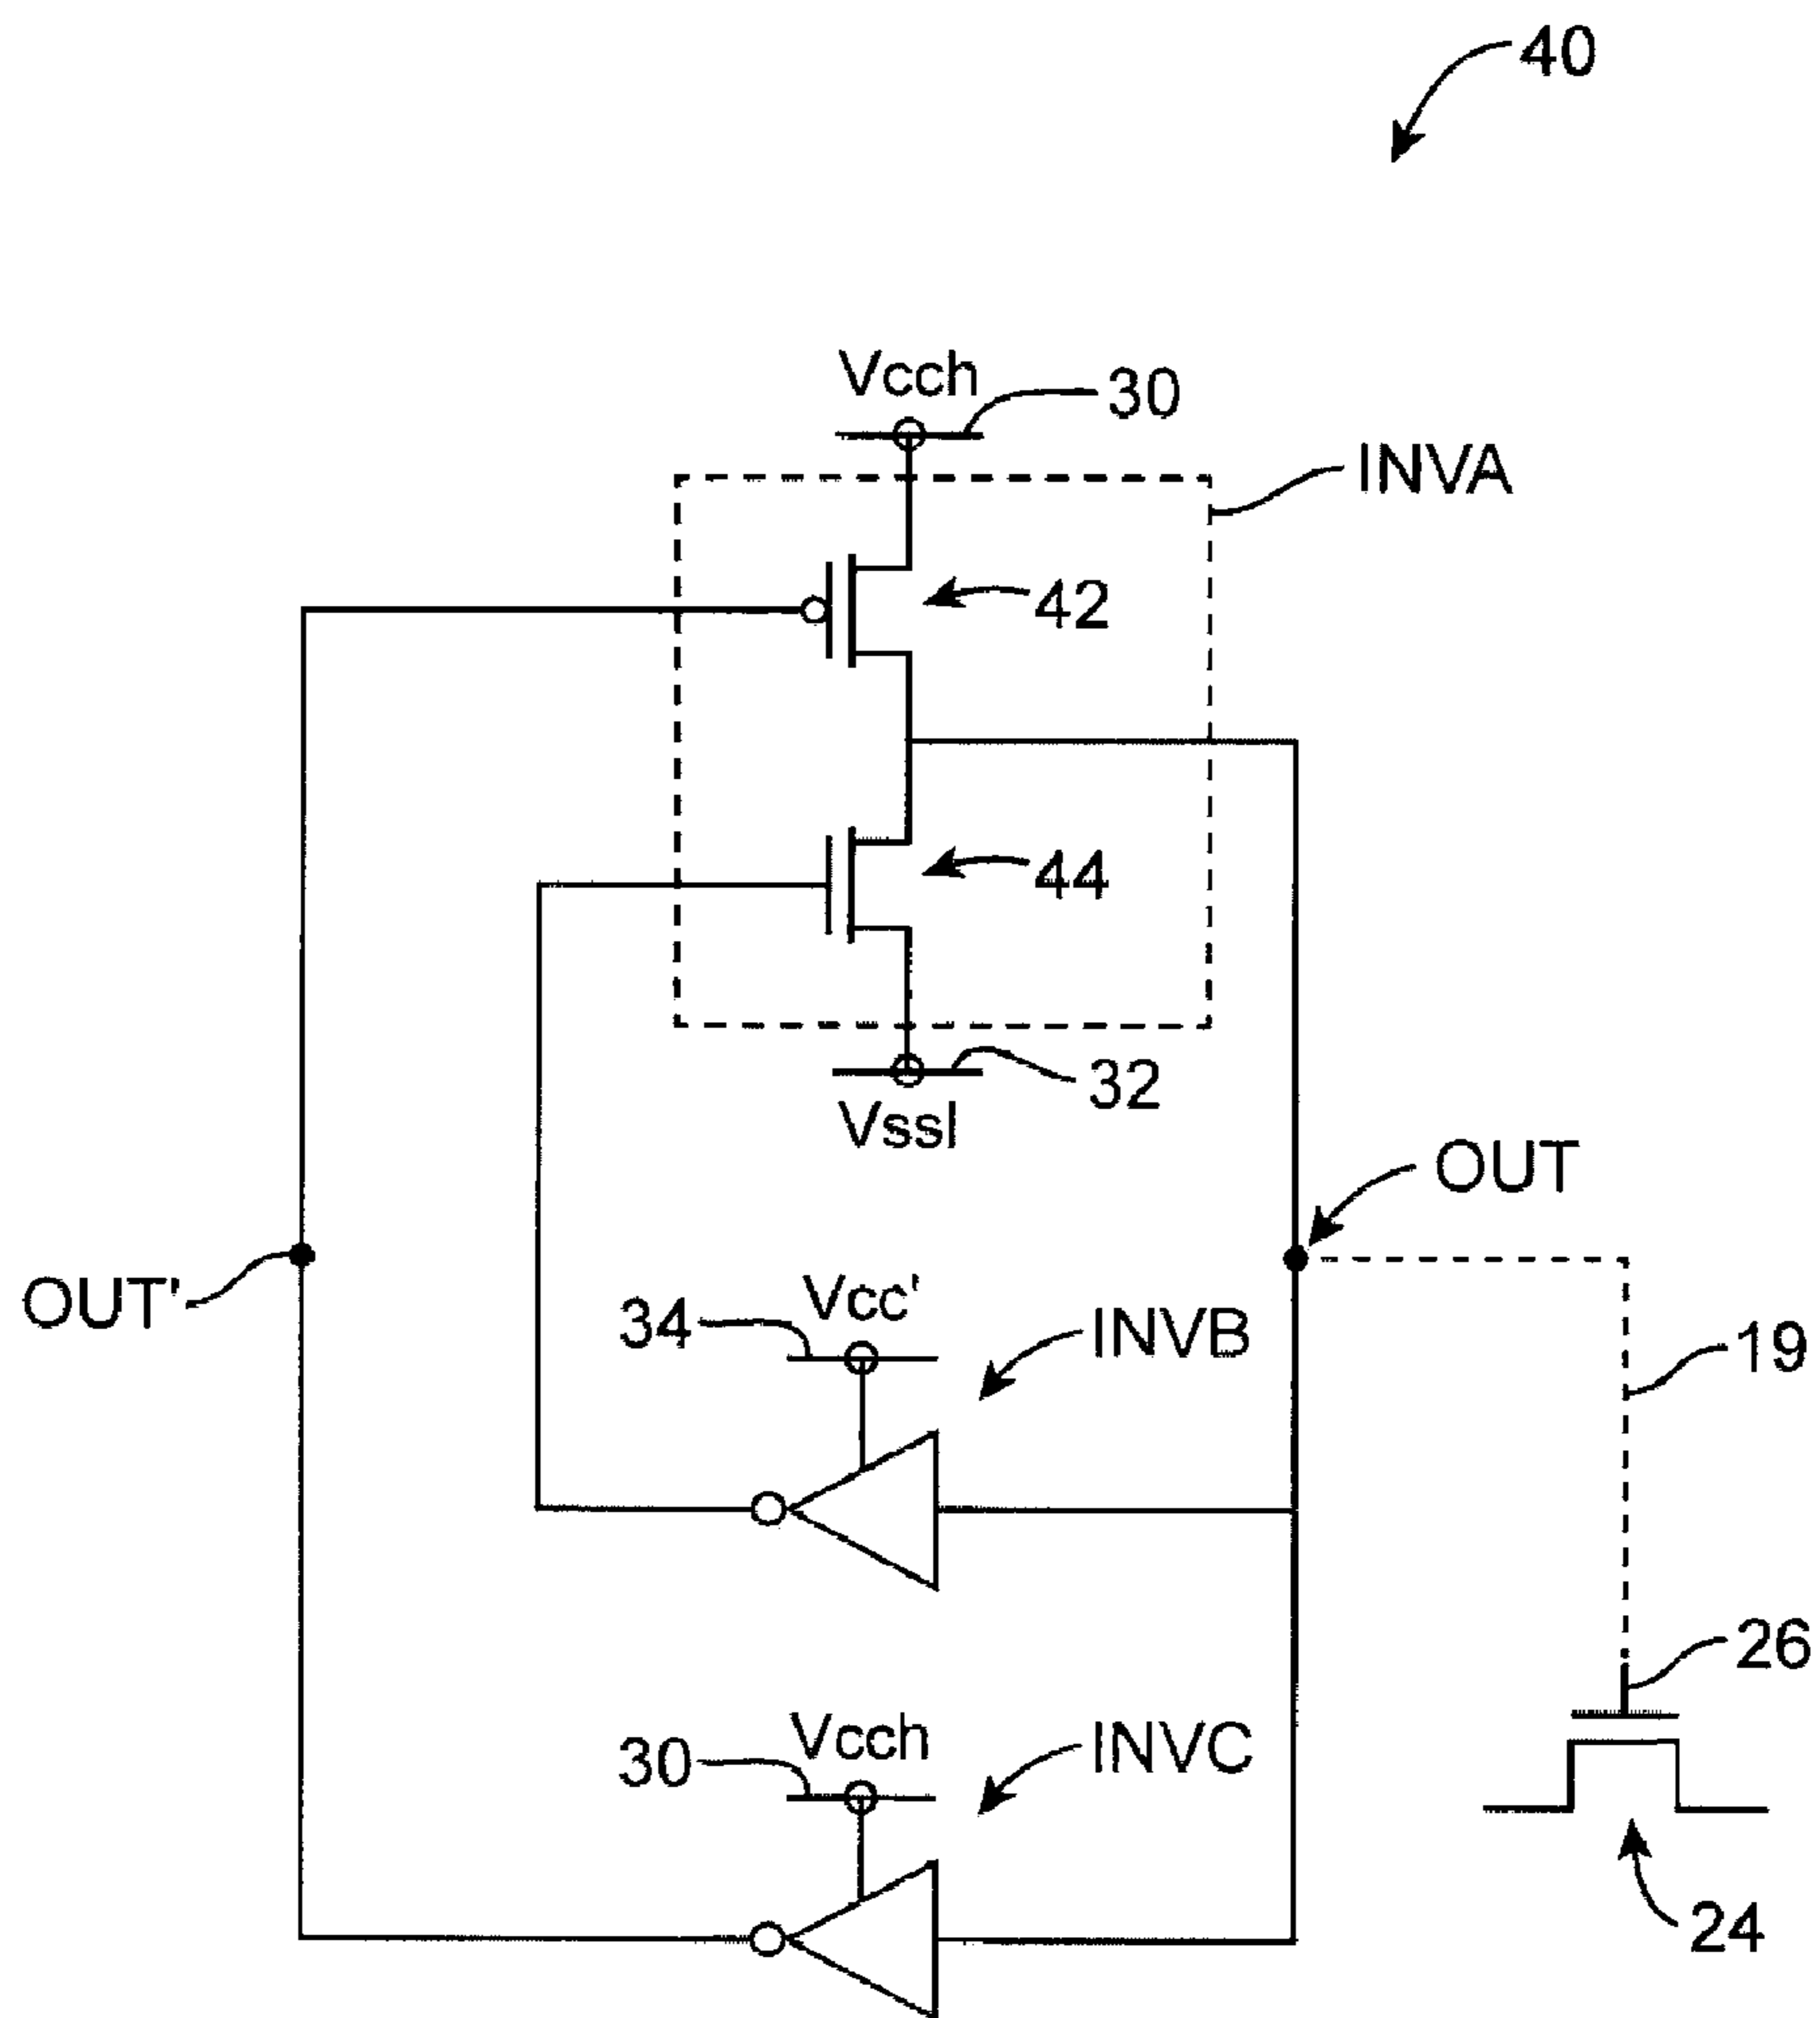 40
Vcch
30
INVA
42
44
32
Vssl
OUT
OUT'
Vcc'
34
INVB
19
26
Vcch
30
INVC
24